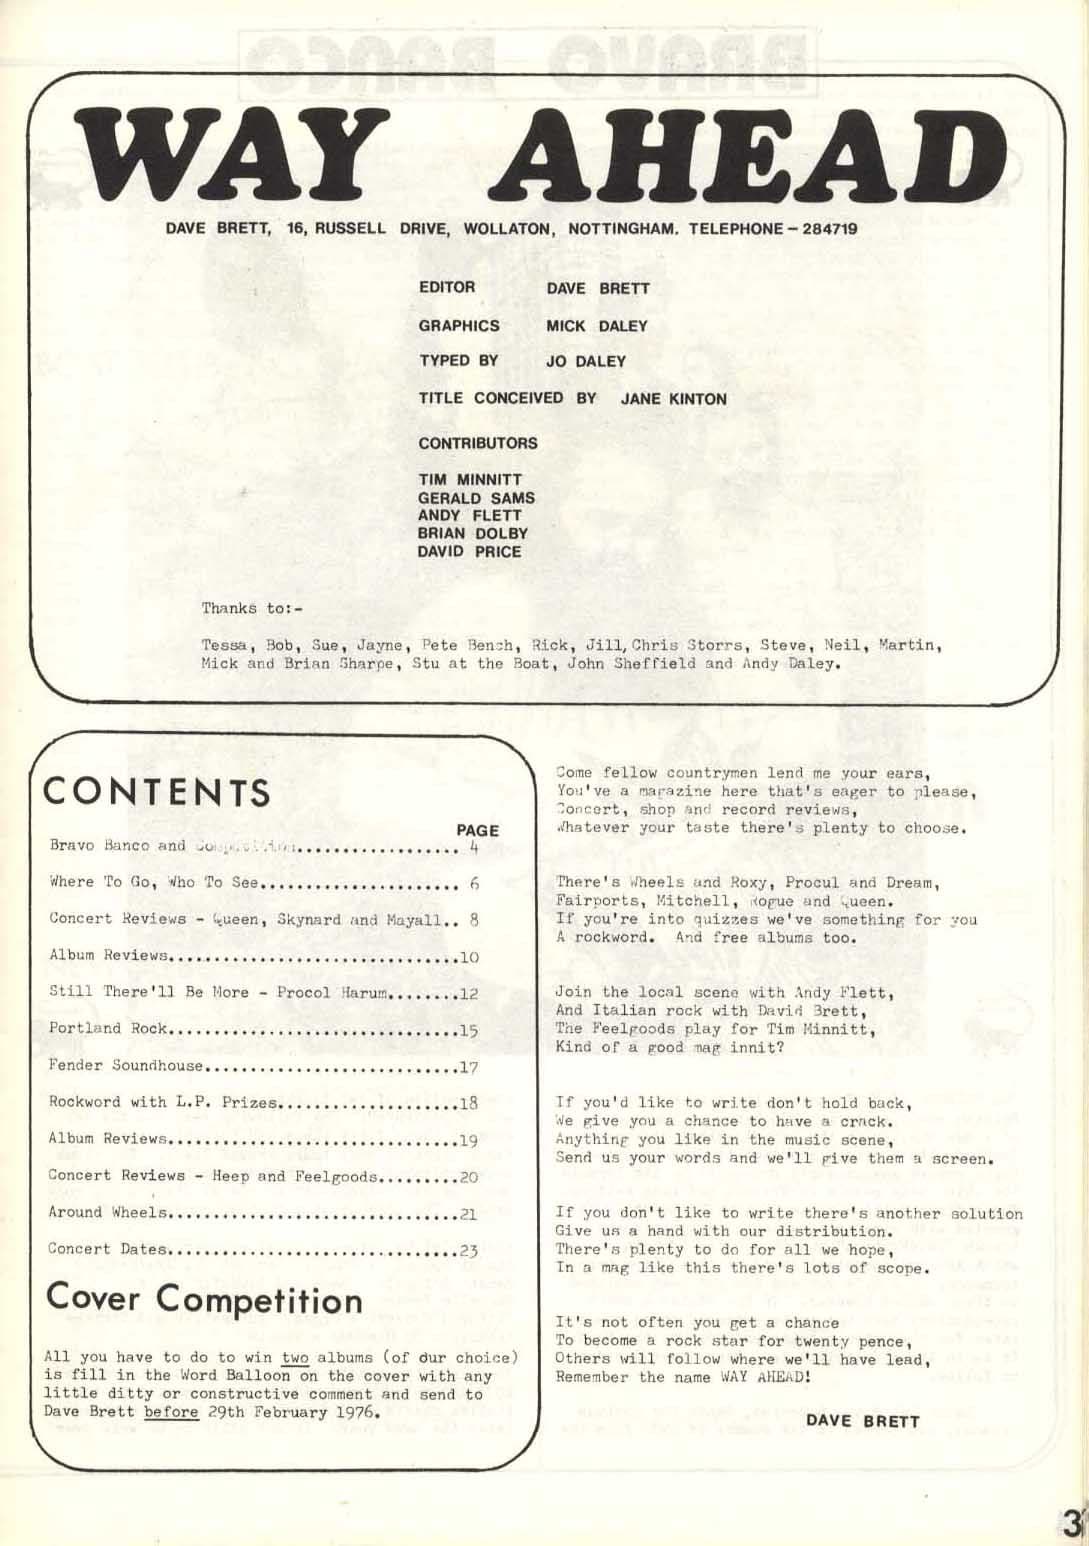 WAY AHEAD
DAVE BRETT, 16, RUSSELL DRIVE, WOLLATON, NOTTINGHAM. TELEPHONE – 284719
EDITOR DAVE BRETT
GRAPHICS MICK DALEY
TYPED BY JO DALEY
TITLE CONCEIVED BY JANE KINTON
CONTRIBUTORS
TIM MINNITT
GERALD SAMS
ANDY FLETT
BRIAN DOLBY
DAVID PRICE
Thanks to:-
Tessa, Bob, Sue, Jayne, Pete Bench, Rick, Jill, Chris Storrs, Steve, Neil, Martin,
Mick and Brian Sharpe, Stu at the Boat, John Sheffield and Andy Daley.
CONTENTS
PAGE
Bravo Banco and Competition.................. 4
Where To Go, Who To See...................... 6
Concert Reviews - Queen, Skynard and Mayall.. 8
Album Reviews................................10
Still There'll Be More - Procol Harum........12
Portland Rock................................15
Fender Soundhouse............................17
Rockword with L.P. Prizes....................18
Album Reviews................................19
Concert Reviews - Heep and Feelgoods.........20
Around Wheels................................21
Concert Dates................................23
Cover Competition
All you have to do to win two albums (of our choice)
is fill in the Word Balloon on the cover with any
little ditty or constructive comment and send to
Dave Brett before 29th February 1976.
Come fellow countrymen lend me your ears,
You've a magazine here that's eager to please,
Concert, shop and record reviews,
Whatever your taste there's plenty to choose.
There's Wheels and Roxy, Procul and Dream,
Fairports, Mitchell, Rogue and Queen.
If you're into quizzes we've something for you
A rockword. And free albums too.
Join the local scene with Andy Flett,
And Italian rock with David Brett,
The Feelgoods play for Tim Minnitt,
Kind of a good mag innit?
If you'd like to write don't hold back,
We give you a chance to have a crack.
Anything you like in the music scene,
Send us your words and we'll give them a screen.
If you don't like to write there's another solution
Give us a hand with our distribution.
There's plenty to do for all we hope,
In a mag like this there's lots of scope.
It's not often you get a chance
To become a rock star for twenty pence,
Others will follow where we'll have lead,
Remember the name WAY AHEAD!
DAVE BRETT
3